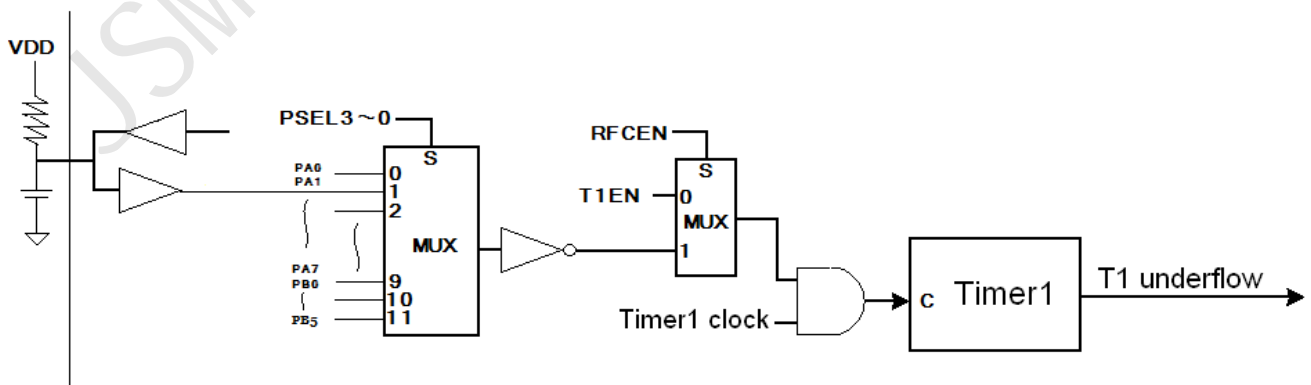 JSM
VDD
PSEL3~0
S
PA0
PA1
0
1
2
MUX
PA7
PB0
PB5
9
10
11
RFCEN
S
T1EN
0
MUX
1
Timer1 clock
C
Timer1
T1 underflow